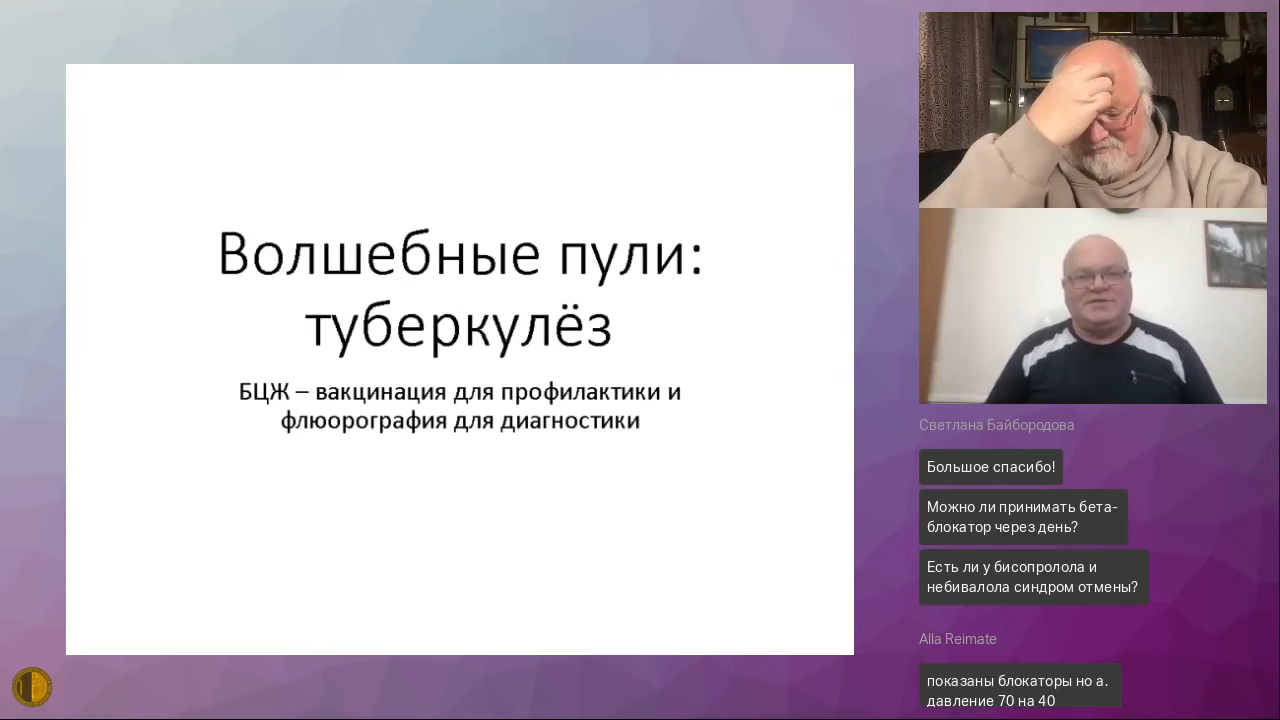 Волшебные пули:
туберкулёз
БЦЖ – вакцинация для профилактики и
флюорография для диагностики
Светлана Байбородова
Большое спасибо!
Можно ли принимать бета-
блокатор через день?
Есть ли у бисопролола и
небивалола синдром отмены?
Alla Reimate
показаны блокаторы но а.
давление 70 на 40